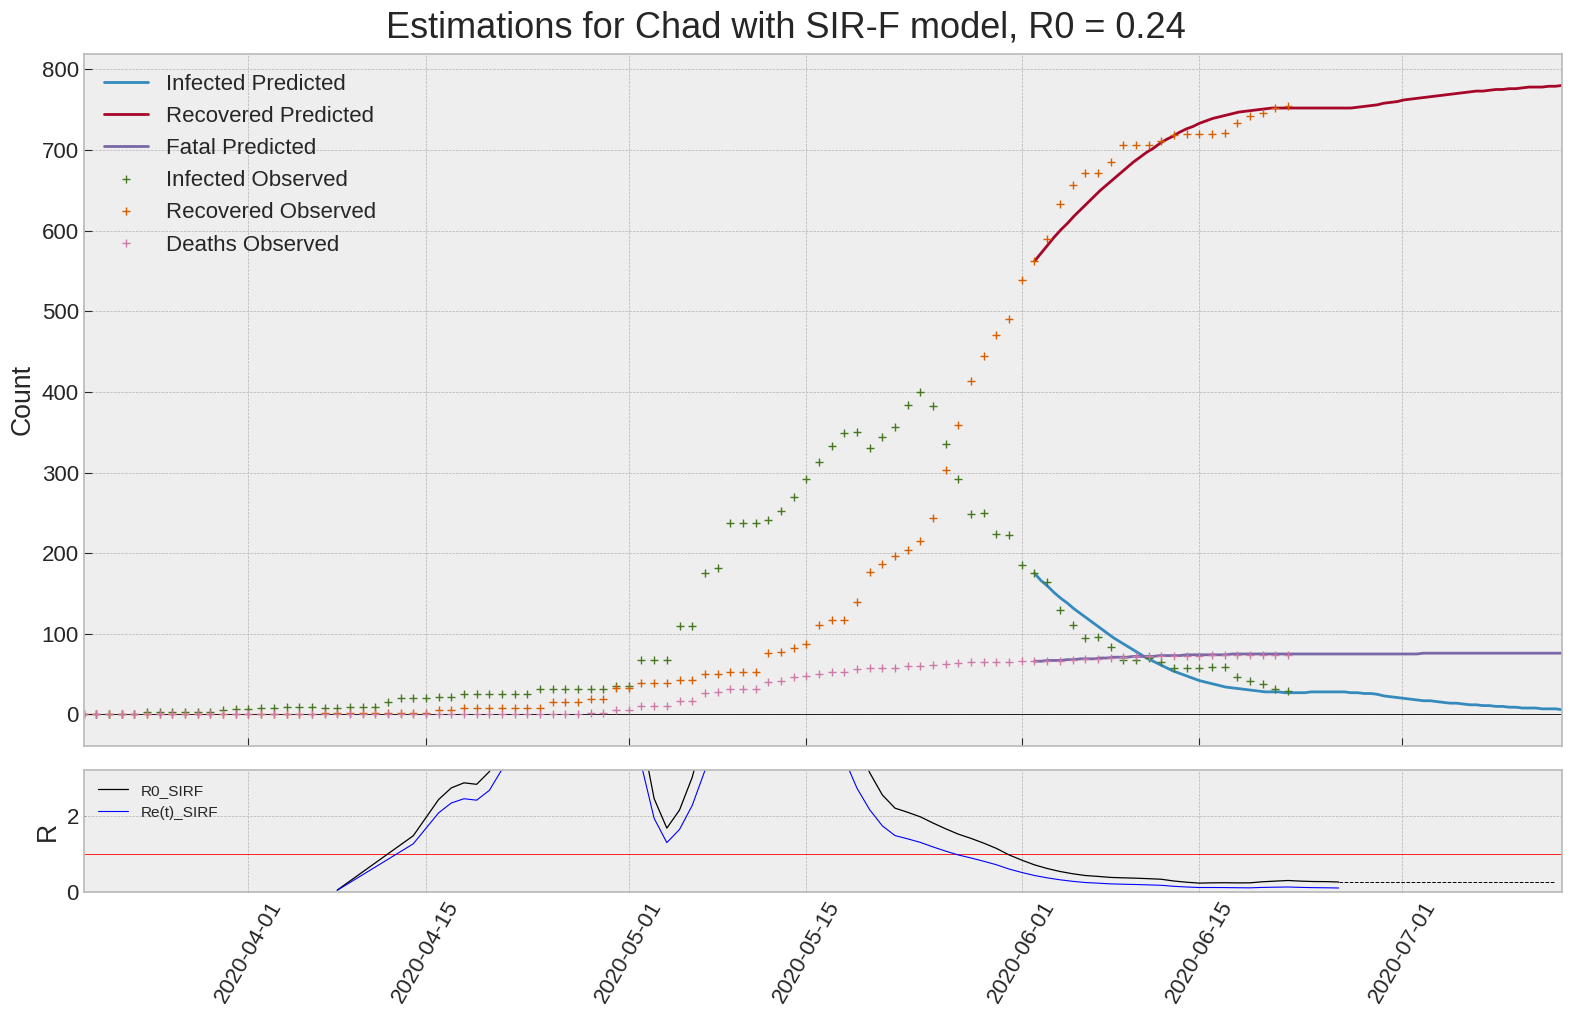 Estimations for Chad with SIR-F model, R0 = 0.24
800
700
600
500
400
300
200
100
0
Count
Infected Predicted
Recovered Predicted
Fatal Predicted
Infected Observed
Recovered Observed
Deaths Observed
2
0
R
R0_SIRF
Re(t)_SIRF
2020-04-01
2020-04-15
2020-05-01
2020-05-15
2020-06-01
2020-06-15
2020-07-01